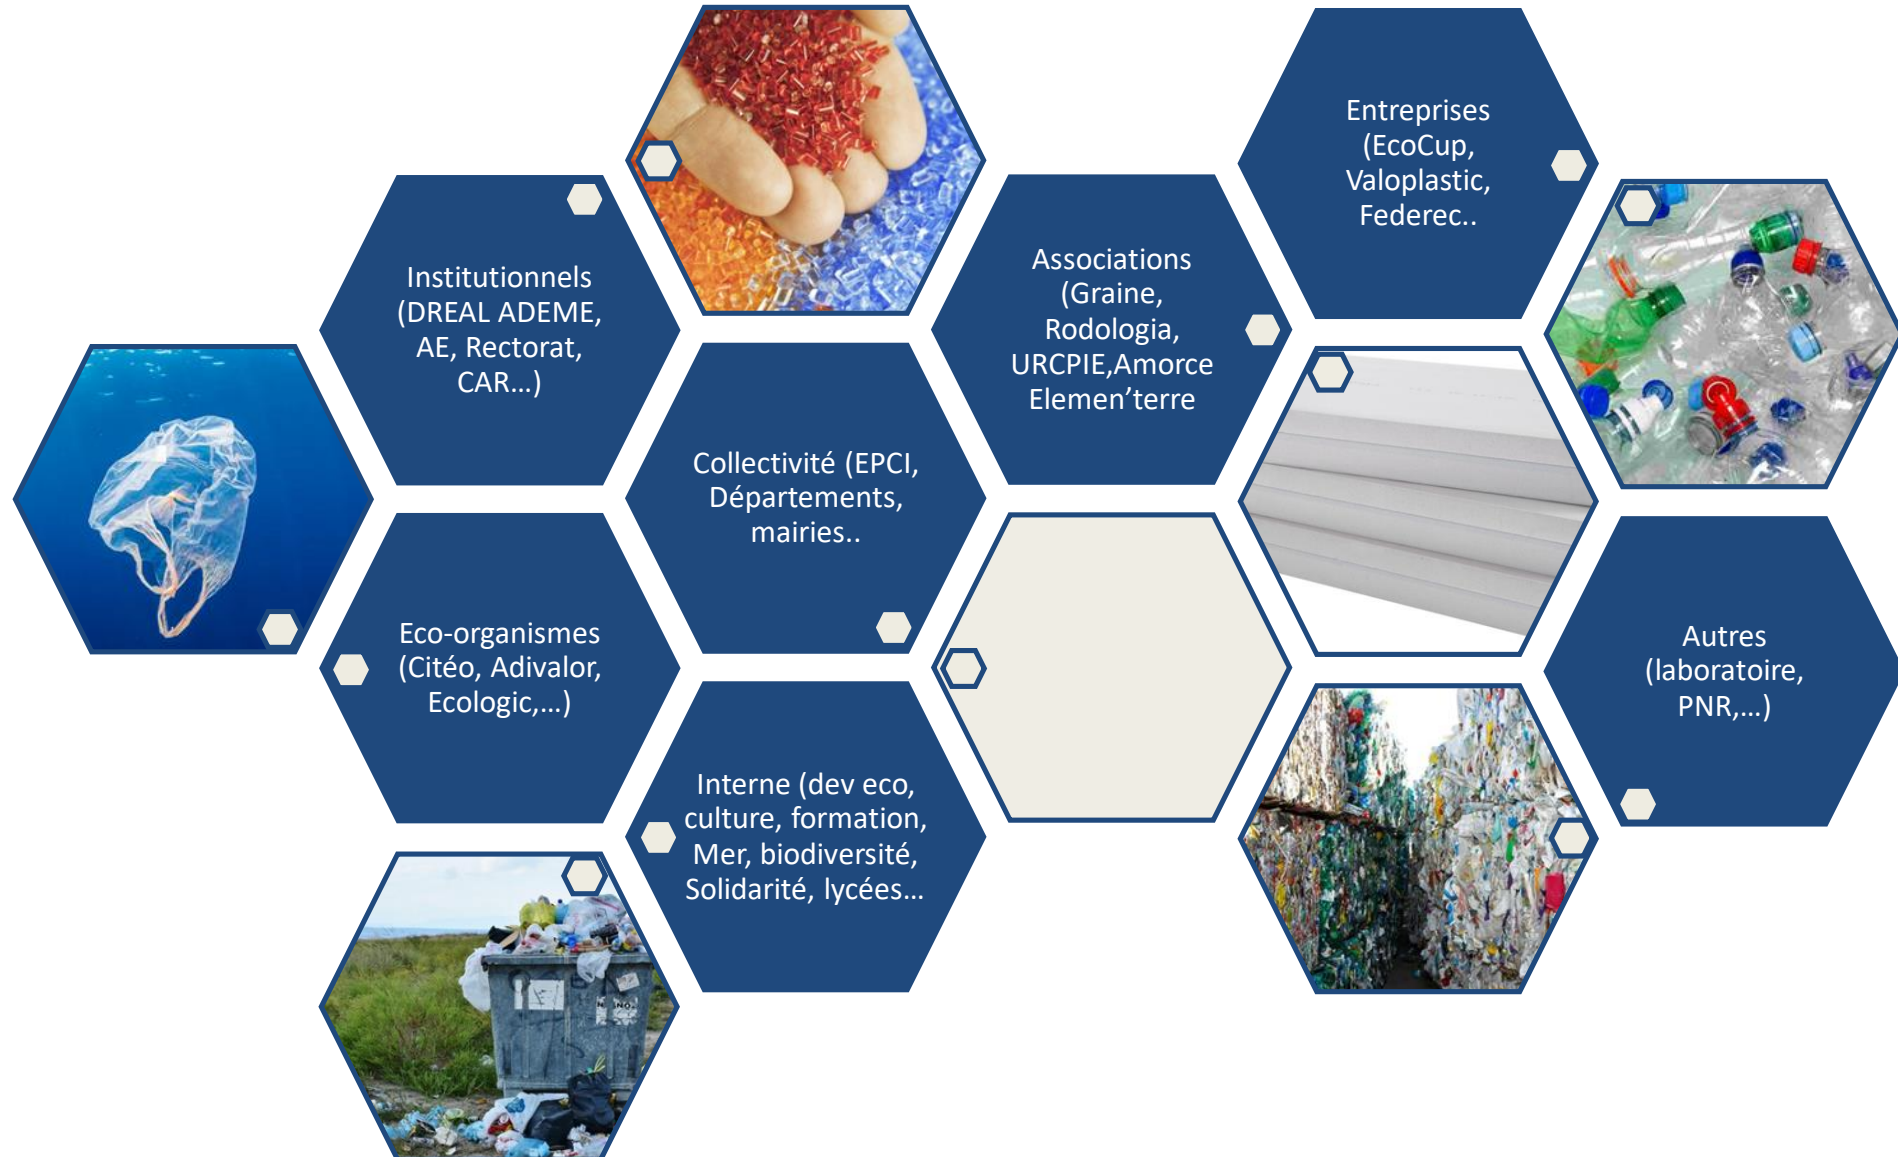 Institutionnels
(DREAL ADEME,
AE, Rectorat,
CAR...)
Eco-organismes
(Citéo, Adivalor,
Ecologic,...)
Collectivité (EPCI,
Départements,
mairies..
Interne (dev eco,
culture, formation,
Mer, biodiversité,
Solidarité, lycées...
Associations
(Graine,
Rodologia,
URCPIE,Amorce
Elemen’terre
Entreprises
(EcoCup,
Valoplastic,
Federec..
Autres
(laboratoire,
PNR,...)